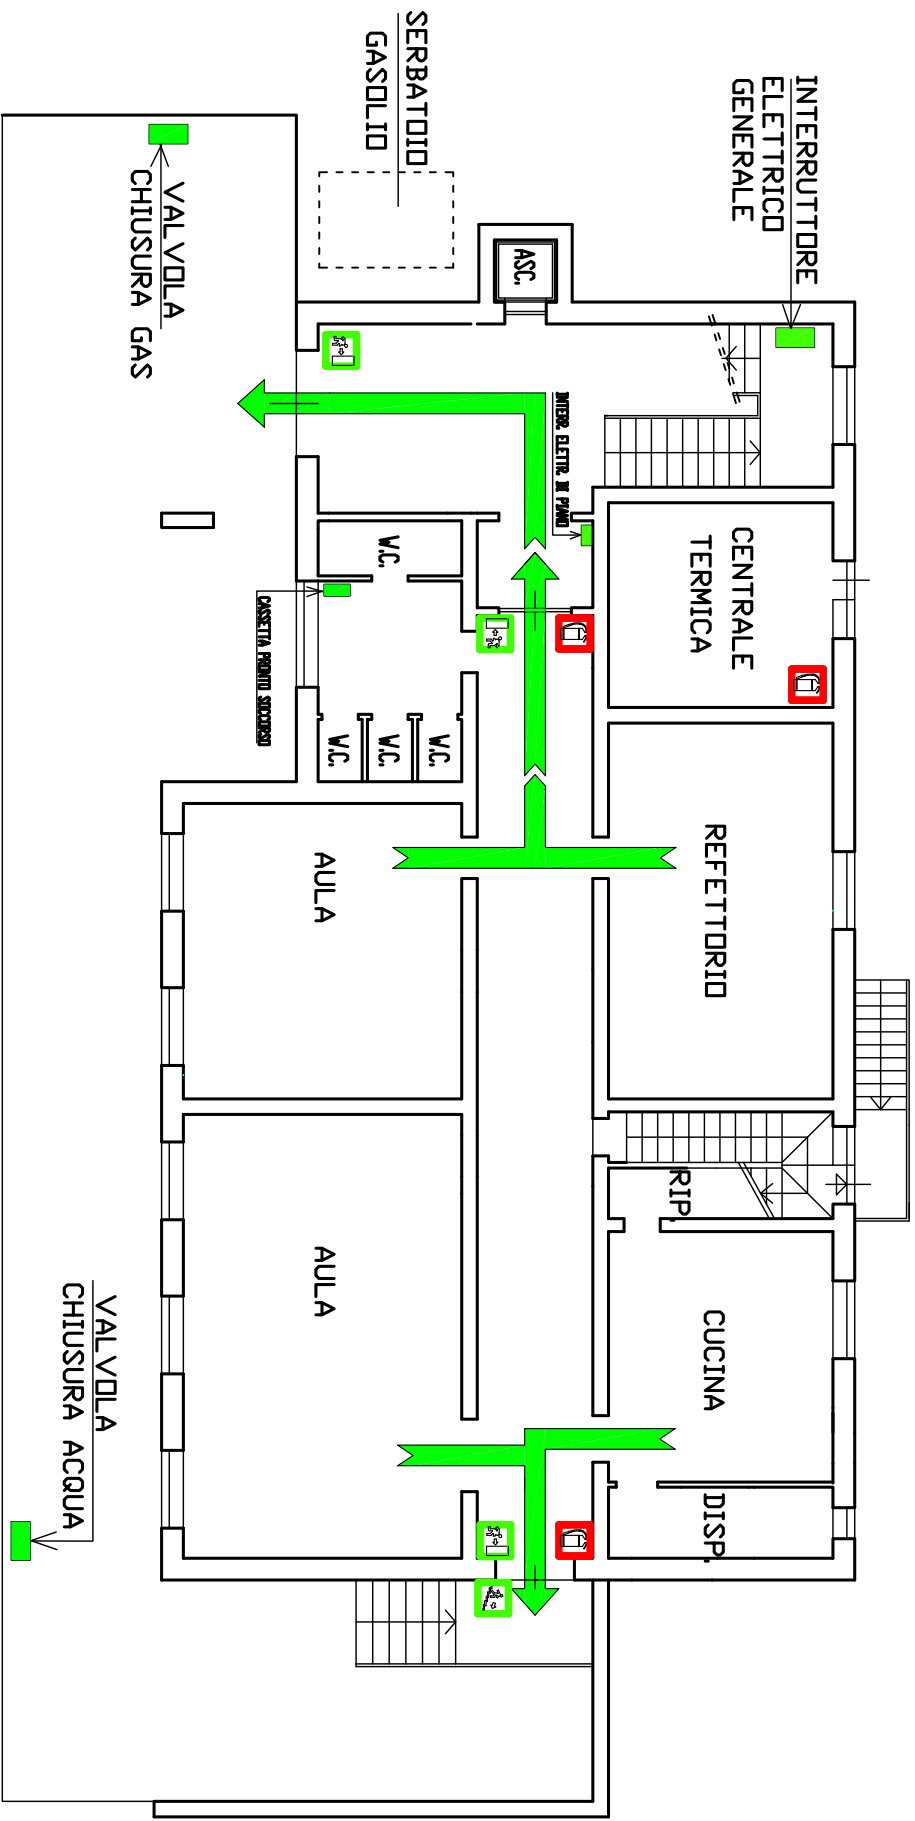 INTERRUTTORE
ELETTRICO
GENERALE
SERBATOIO
GASOLIO
VALVOLA
CHIUSURA GAS
ASC.
INTERR. ELETTR. DI PIANO
CENTRALE
TERMICA
W.C.
CASSETTA PRONTO SOCCORSO
W.C.
W.C.
W.C.
REFETTORIO
AULA
RIP.
CUCINA
AULA
DISP.
VALVOLA
CHIUSURA ACQUA